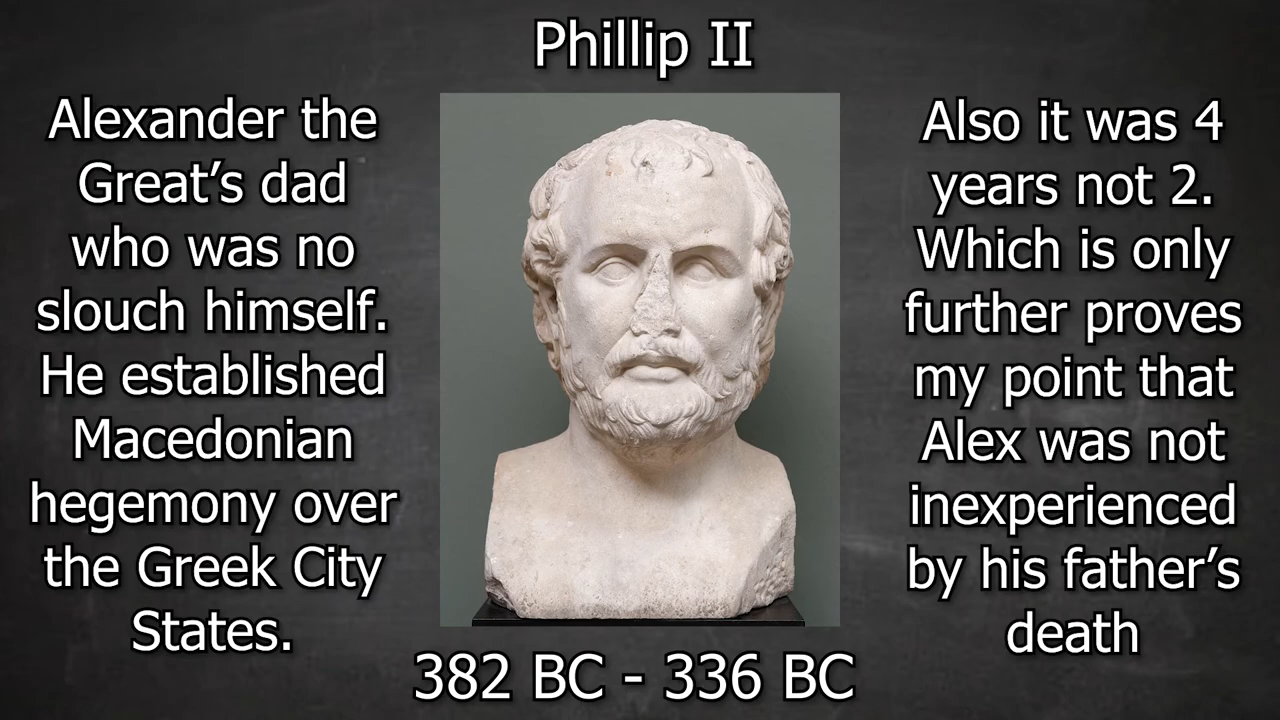 Phillip II
Alexander the
Great’s dad
who was no
slouch himself.
He established
Macedonian
hegemony over
the Greek City
States.
Also it was 4
years not 2.
Which is only
further proves
my point that
Alex was not
inexperienced
by his father’s
death
382 BC - 336 BC